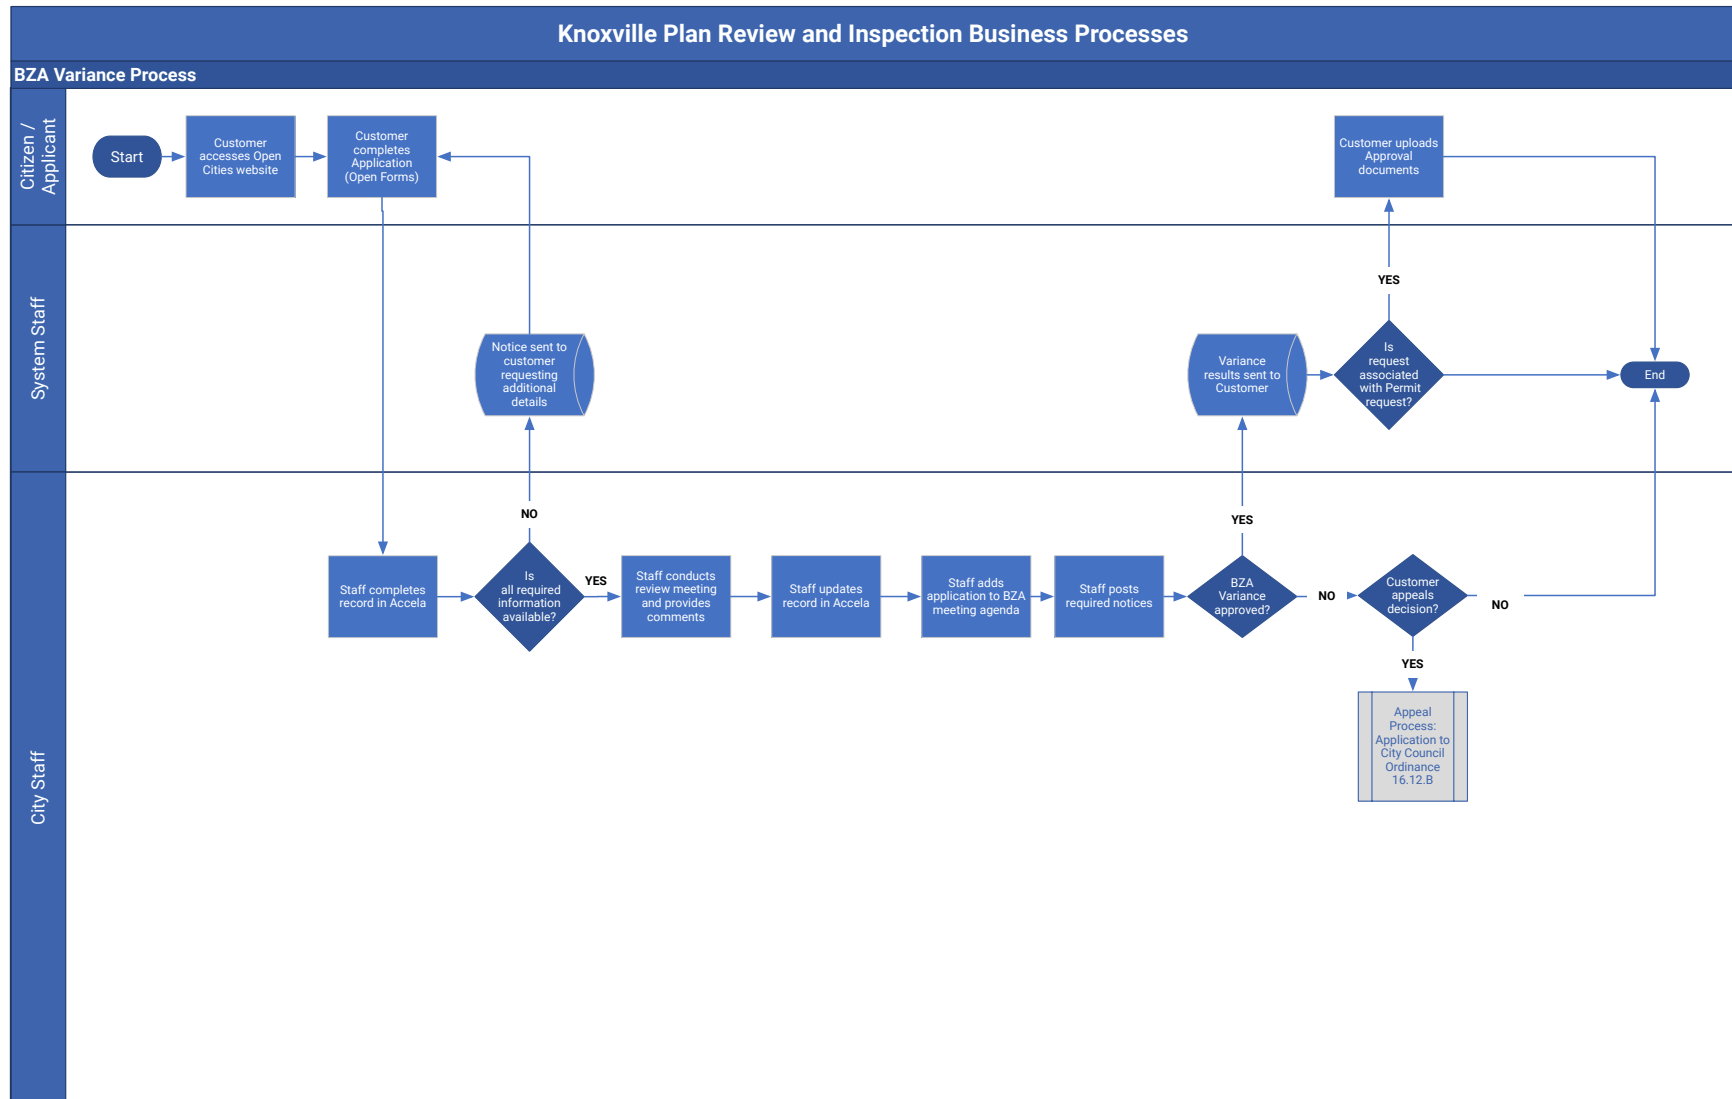 Knoxville Plan Review and Inspection Business Processes
BZA Variance Process
Citizen /
Applicant
Start
Customer
accesses Open
Cities website
Customer
completes
Application
(Open Forms)
Customer uploads
Approval
documents
System Staff
Notice sent to
customer
requesting
additional
details
Variance
results sent to
Customer
YES
Is
request
associated
with Permit
request?
End
City Staff
NO
YES
Staff completes
record in Accela
Is
all required
information
available?
YES
Staff conducts
review meeting
and provides
comments
Staff updates
record in Accela
Staff adds
application to BZA
meeting agenda
Staff posts
required notices
BZA
Variance
approved?
NO
Customer
appeals
decision?
NO
YES
Appeal
Process:
Application to
City Council
Ordinance
16.12.B